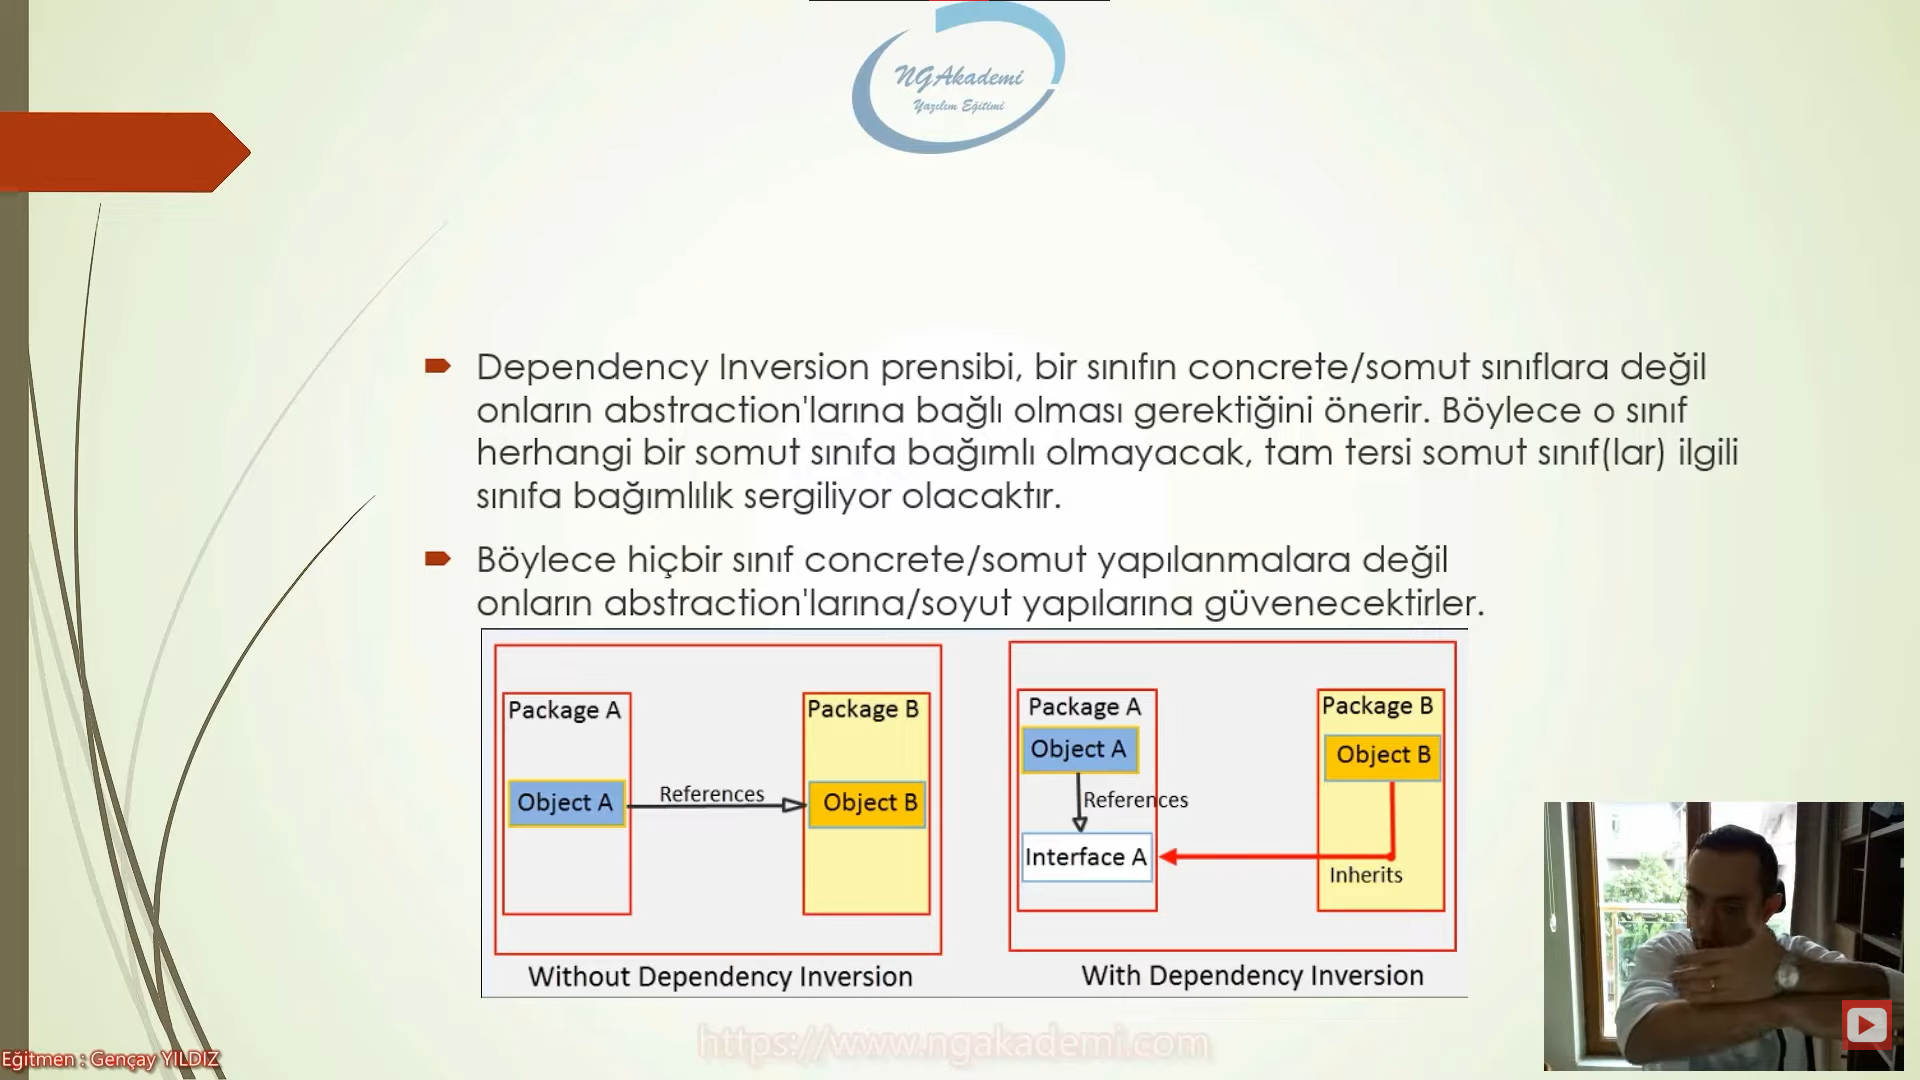 NGAkademi
Yazılım Eğitimi
Dependency Inversion prensibi, bir sınıfın concrete/somut sınıflara değil
onların abstraction'larına bağlı olması gerektiğini önerir. Böylece o sınıf
herhangi bir somut sınıfa bağımlı olmayacak, tam tersi somut sınıf(lar) ilgili
sınıfa bağımlılık sergiliyor olacaktır.
Böylece hiçbir sınıf concrete/somut yapılanmalara değil
onların abstraction'larına/soyut yapılarına güvenecektirler.
Package A
Package B
Object A
References
Object B
Without Dependency Inversion
Package A
Package B
Object A
Object B
References
Interface A
Inherits
With Dependency Inversion
https://www.ngakademi.com
Eğitmen : Gençay YILDIZ